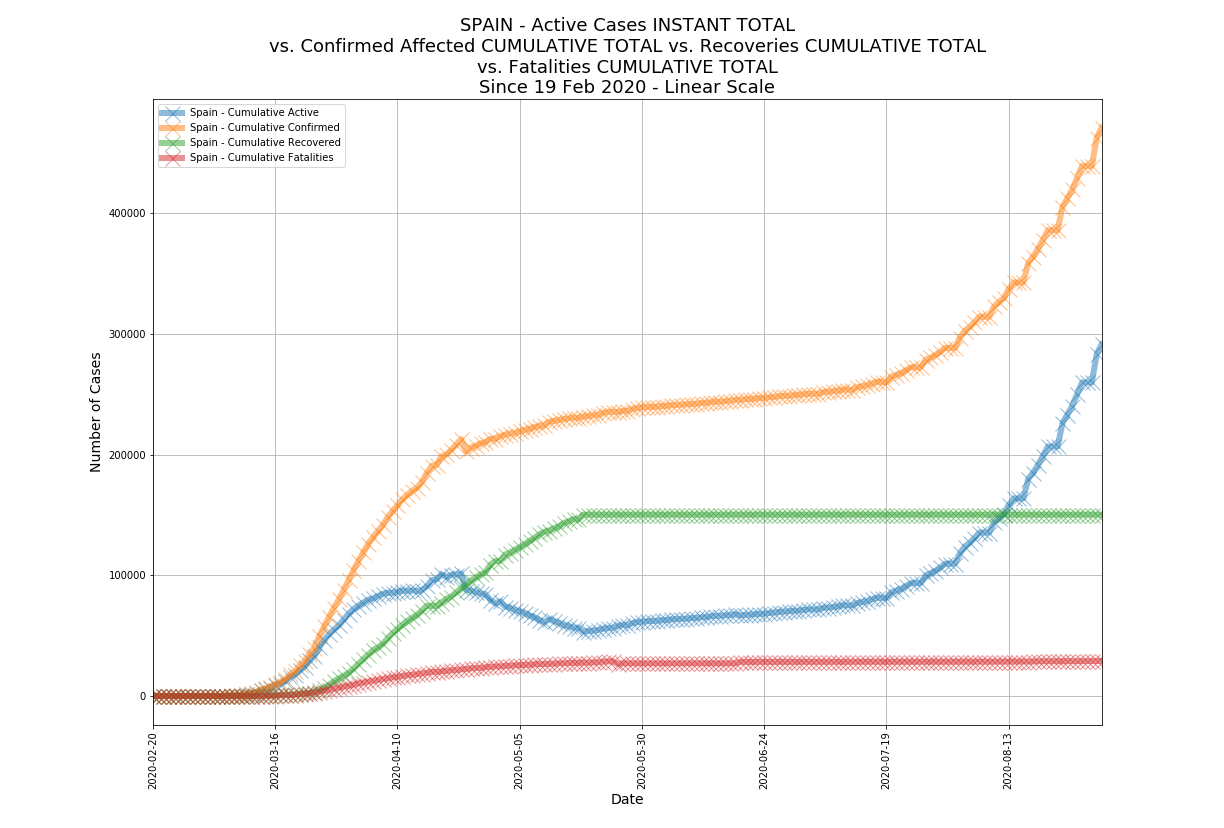 SPAIN - Active Cases INSTANT TOTAL
vs. Confirmed Affected CUMULATIVE TOTAL vs. Recoveries CUMULATIVE TOTAL
vs. Fatalities CUMULATIVE TOTAL
Since 19 Feb 2020 - Linear Scale
Spain - Cumulative Active
Spain - Cumulative Confirmed
Spain - Cumulative Recovered
Spain - Cumulative Fatalities
Number of Cases
400000
300000
200000
100000
0
2020-02-20
2020-03-16
2020-04-10
2020-05-05
2020-05-30
2020-06-24
2020-07-19
2020-08-13
Date